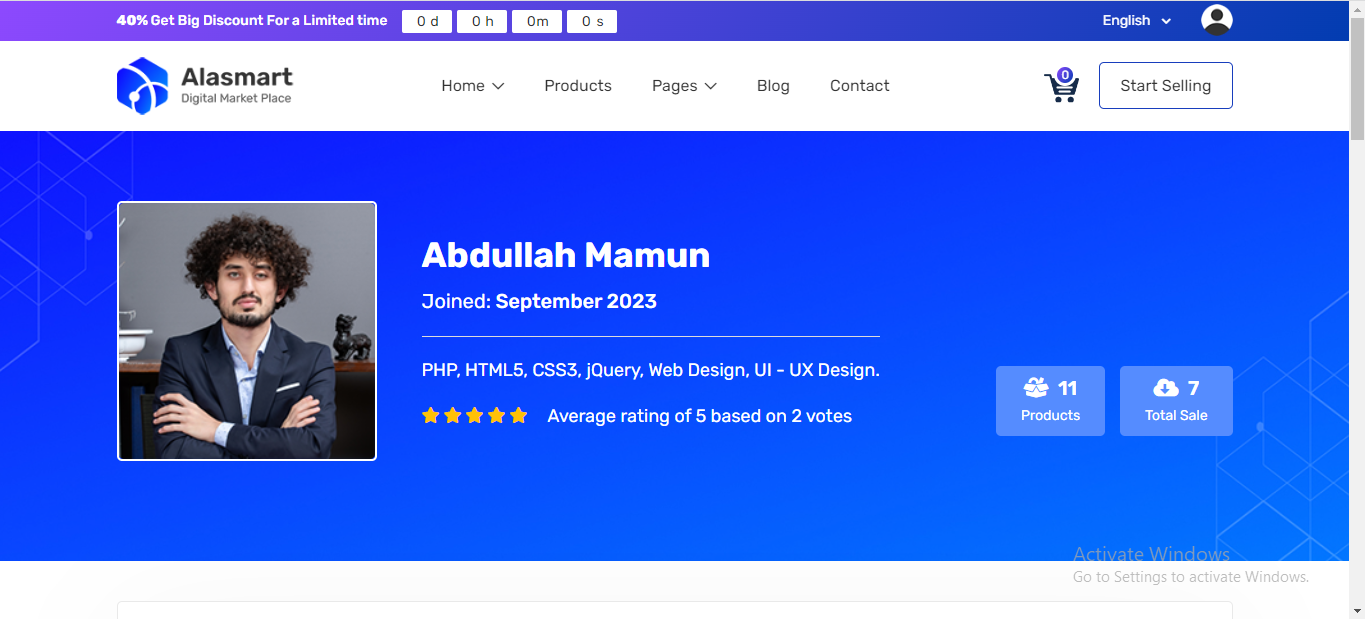 40% Get Big Discount For a Limited time 0 d 0 h 0m 0 s English
Alasmart
Digital Market Place
Home Products Pages Blog Contact 0 Start Selling
Abdullah Mamun
Joined: September 2023
PHP, HTML5, CSS3, jQuery, Web Design, UI - UX Design.
Average rating of 5 based on 2 votes
11
Products
7
Total Sale
Activate Windows
Go to Settings to activate Windows.